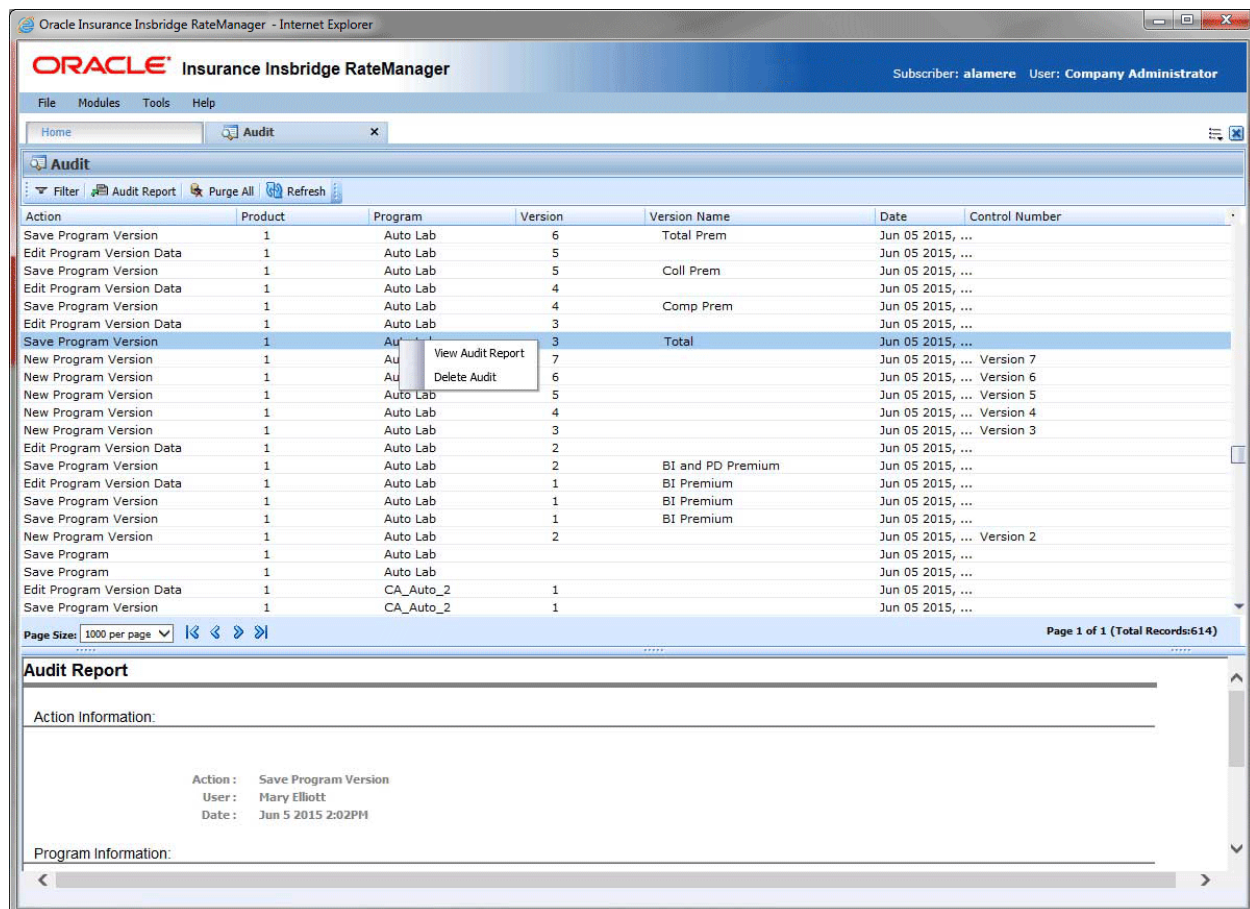 Oracle Insurance Insbridge RateManager - Internet Explorer
ORACLE Insurance Insbridge RateManager
Subscriber: alamere User: Company Administrator
File Modules Tools Help
Home Audit
Audit
Filter Audit Report Purge All Refresh
Action Product Program Version Version Name Date Control Number
Save Program Version 1 Auto Lab 6 Total Prem Jun 05 2015, ...
Edit Program Version Data 1 Auto Lab 5 Jun 05 2015, ...
Save Program Version 1 Auto Lab 5 Coll Prem Jun 05 2015, ...
Edit Program Version Data 1 Auto Lab 4 Jun 05 2015, ...
Save Program Version 1 Auto Lab 4 Comp Prem Jun 05 2015, ...
Edit Program Version Data 1 Auto Lab 3 Jun 05 2015, ...
Save Program Version 1 3 Total Jun 05 2015, ...
View Audit Report
New Program Version 1 Au 7 Jun 05 2015, ... Version 7
Delete Audit
New Program Version 1 Au 6 Jun 05 2015, ... Version 6
New Program Version 1 Auto Lab 5 Jun 05 2015, ... Version 5
New Program Version 1 Auto Lab 4 Jun 05 2015, ... Version 4
New Program Version 1 Auto Lab 3 Jun 05 2015, ... Version 3
Edit Program Version Data 1 Auto Lab 2 Jun 05 2015, ...
Save Program Version 1 Auto Lab 2 BI and PD Premium Jun 05 2015, ...
Edit Program Version Data 1 Auto Lab 1 BI Premium Jun 05 2015, ...
Save Program Version 1 Auto Lab 1 BI Premium Jun 05 2015, ...
Save Program Version 1 Auto Lab 1 BI Premium Jun 05 2015, ...
New Program Version 1 Auto Lab 2 Jun 05 2015, ... Version 2
Save Program 1 Auto Lab Jun 05 2015, ...
Save Program 1 Auto Lab Jun 05 2015, ...
Edit Program Version Data 1 CA_Auto_2 1 Jun 05 2015, ...
Save Program Version 1 CA_Auto_2 1 Jun 05 2015, ...
Page Size: 1000 per page Page 1 of 1 (Total Records:614)
Audit Report
Action Information:
Action : Save Program Version
User : Mary Elliott
Date : Jun 5 2015 2:02PM
Program Information: